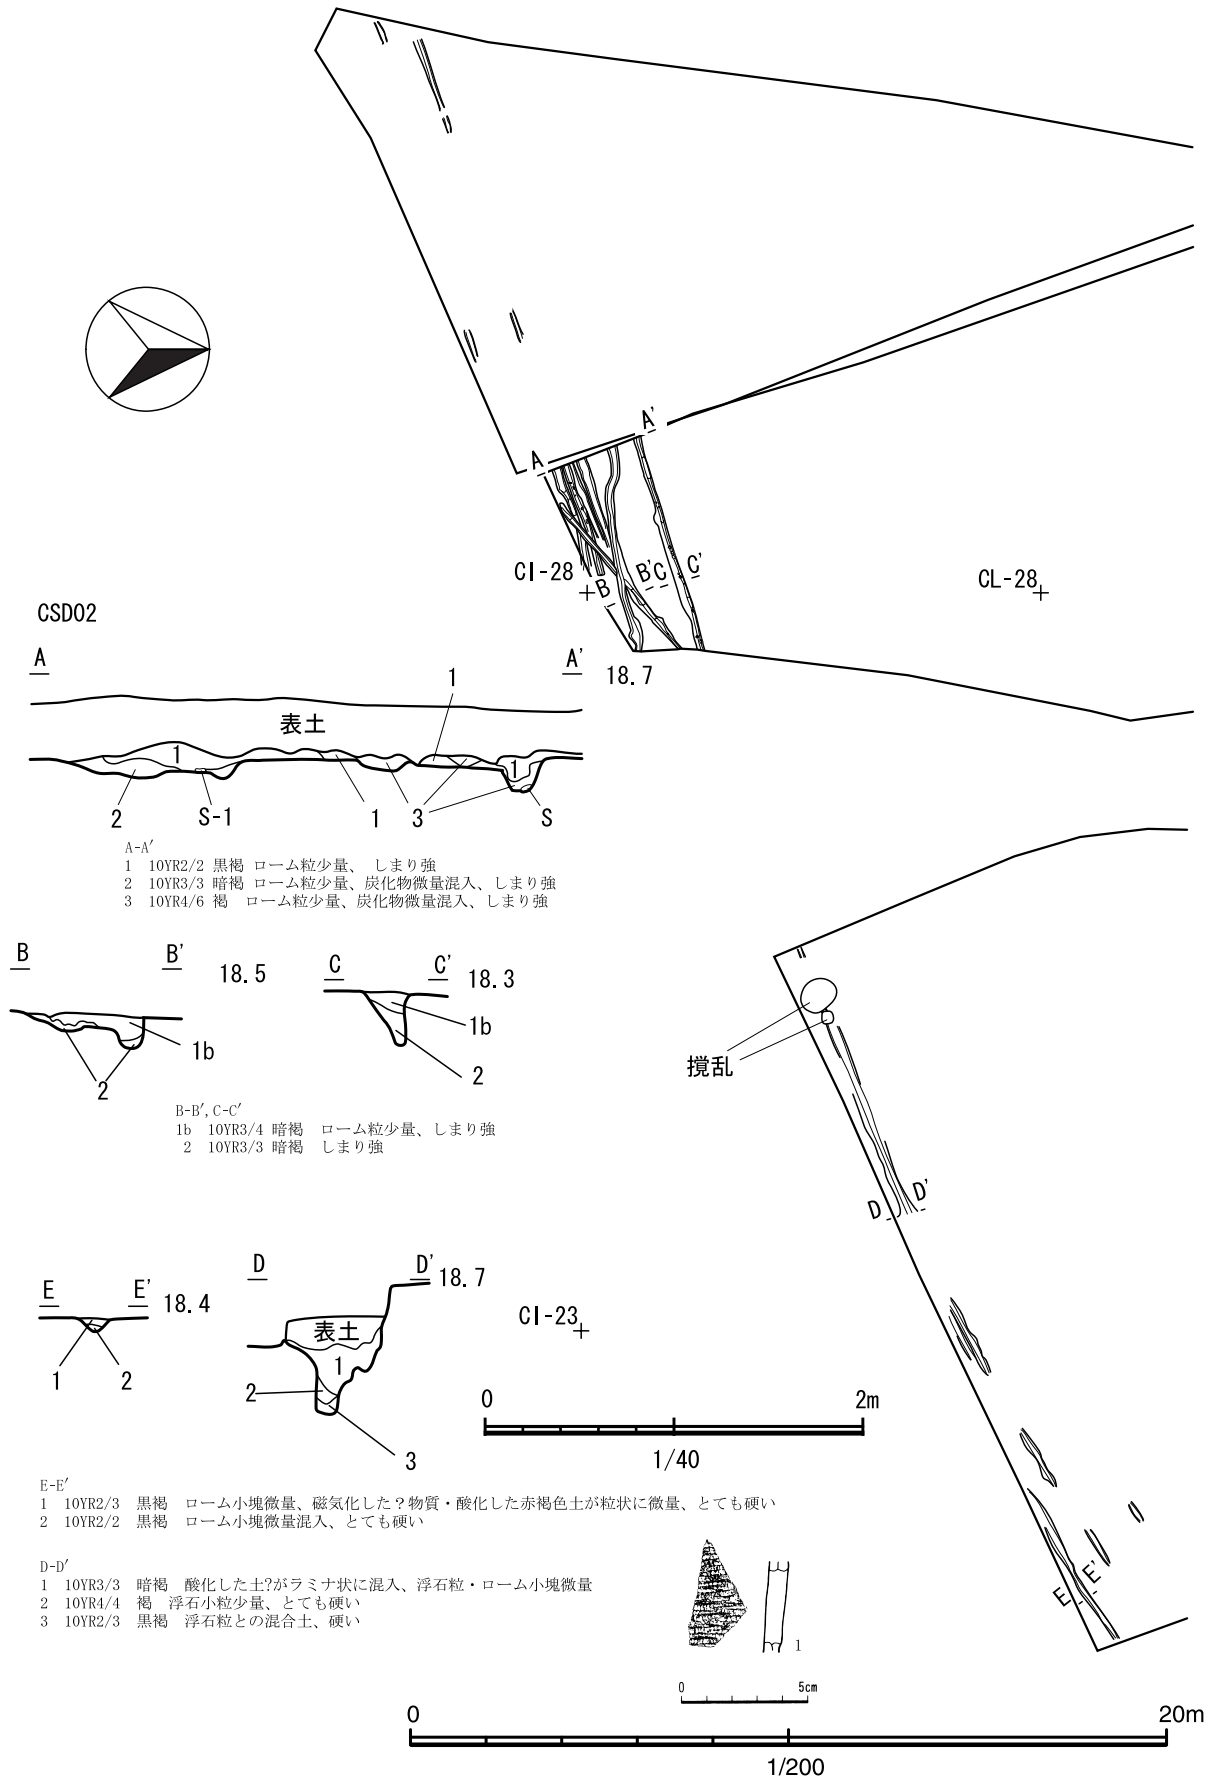 A'
A
CI-28
B
B'
C
C'
CL-28
CSD02
A
A'
18.7
1
表土
1
1
2
S-1
1
3
S
A-A′
1 10YR2/2 黒褐 ローム粒少量、 しまり強
2 10YR3/3 暗褐 ローム粒少量、炭化物微量混入、しまり強
3 10YR4/6 褐 ローム粒少量、炭化物微量混入、しまり強
B
B'
18.5
C
C'
18.3
1b
2
1b
2
B-B′, C-C′
1b 10YR3/4 暗褐 ローム粒少量、しまり強
2 10YR3/3 暗褐 しまり強
撹乱
D
D'
E
E'
18.4
1
2
D
D'
18.7
表土
1
2
3
CI-23
0
2m
1/40
E-E′
1 10YR2/3 黒褐 ローム小塊微量、磁気化した？物質・酸化した赤褐色土が粒状に微量、とても硬い
2 10YR2/2 黒褐 ローム小塊微量混入、とても硬い
D-D′
1 10YR3/3 暗褐 酸化した土?がラミナ状に混入、浮石粒・ローム小塊微量
2 10YR4/4 褐 浮石小粒少量、とても硬い
3 10YR2/3 黒褐 浮石粒との混合土、硬い
E
E'
1
0
5cm
0
20m
1/200